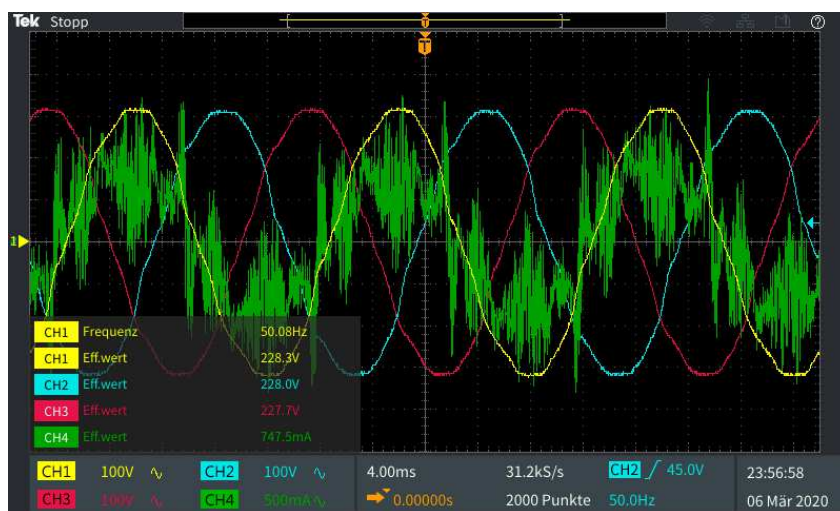 Tek Stopp
T
T
1
CH1 Frequenz 50.08Hz
CH1 Eff.wert 228.3V
CH2 Eff.wert 228.0V
CH3 Eff.wert 227.7V
CH4 Eff.wert 747.5mA
CH1 100V CH2 100V 4.00ms 31.2kS/s CH2 45.0V 23:56:58
CH3 100V CH4 500mA 0.00000s 2000 Punkte 50.0Hz 06 Mär 2020